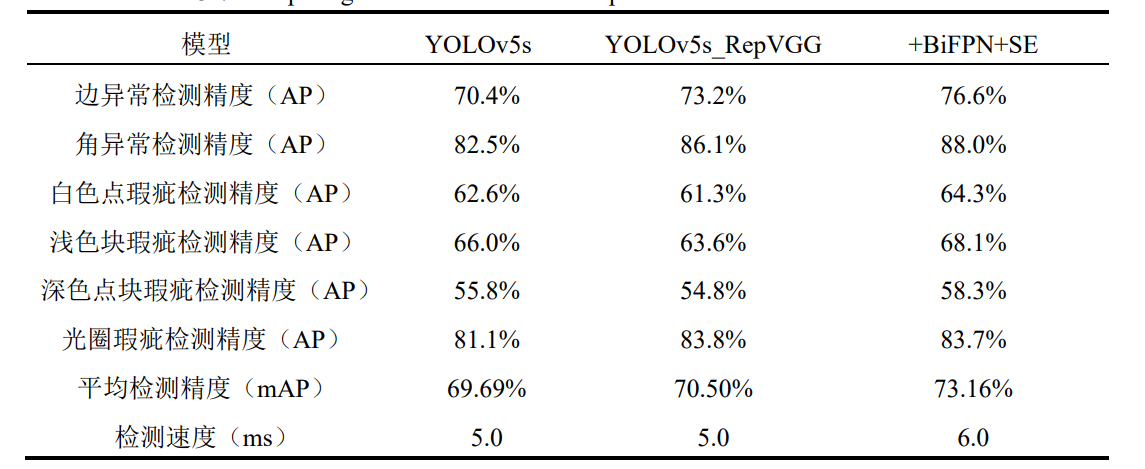 模型 YOLOv5s YOLOv5s_RepVGG +BiFPN+SE
边异常检测精度（AP） 70.4% 73.2% 76.6%
角异常检测精度（AP） 82.5% 86.1% 88.0%
白色点瑕疵检测精度（AP） 62.6% 61.3% 64.3%
浅色块瑕疵检测精度（AP） 66.0% 63.6% 68.1%
深色点块瑕疵检测精度（AP） 55.8% 54.8% 58.3%
光圈瑕疵检测精度（AP） 81.1% 83.8% 83.7%
平均检测精度（mAP） 69.69% 70.50% 73.16%
检测速度（ms） 5.0 5.0 6.0